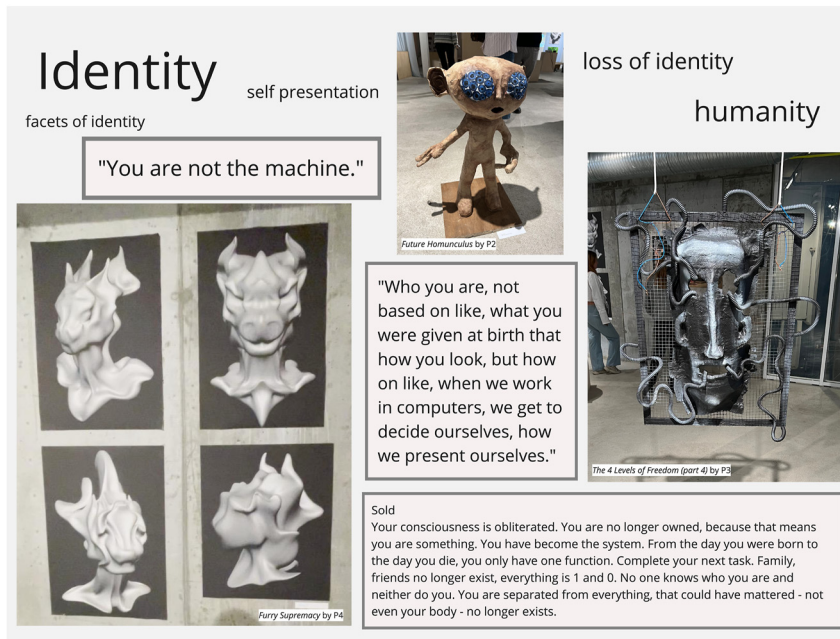 Identity
self presentation
facets of identity
"You are not the machine."
Future Homunculus by P2
loss of identity
humanity
"Who you are, not
based on like, what you
were given at birth that
how you look, but how
on like, when we work
in computers, we get to
decide ourselves, how
we present ourselves."
The 4 Levels of Freedom (part 4) by P3
Furry Supremacy by P4
Sold
Your consciousness is obliterated. You are no longer owned, because that means
you are something. You have become the system. From the day you were born to
the day you die, you only have one function. Complete your next task. Family,
friends no longer exist, everything is 1 and 0. No one knows who you are and
neither do you. You are separated from everything, that could have mattered - not
even your body - no longer exists.